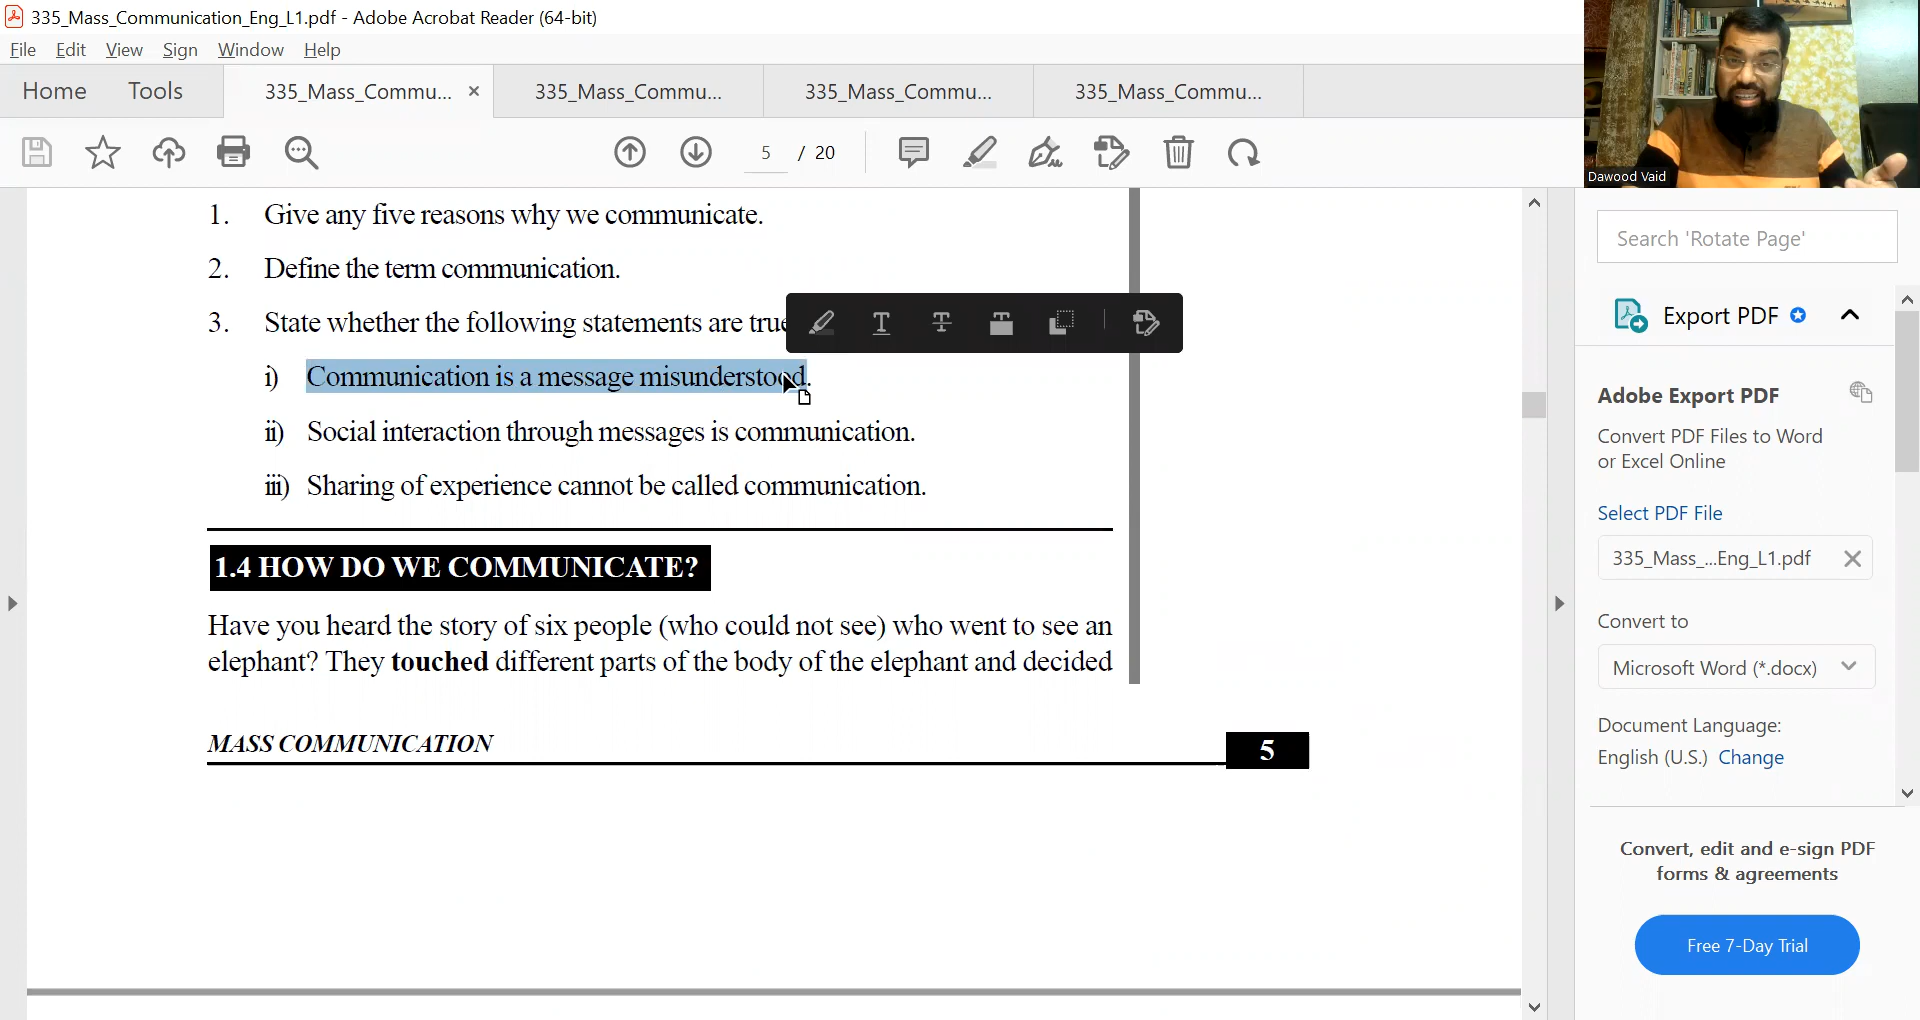 335_Mass_Communication_Eng_L1.pdf - Adobe Acrobat Reader (64-bit)
File Edit View Sign Window Help
Home Tools 335_Mass_Commu... × 335_Mass_Commu... 335_Mass_Commu... 335_Mass_Commu...
5 / 20
Dawood Vaid
1. Give any five reasons why we communicate.
2. Define the term communication.
3. State whether the following statements are true
i) Communication is a message misunderstood.
ii) Social interaction through messages is communication.
iii) Sharing of experience cannot be called communication.
1.4 HOW DO WE COMMUNICATE?
Have you heard the story of six people (who could not see) who went to see an
elephant? They touched different parts of the body of the elephant and decided
MASS COMMUNICATION 5
Search 'Rotate Page'
Export PDF
Adobe Export PDF
Convert PDF Files to Word
or Excel Online
Select PDF File
335_Mass_...Eng_L1.pdf
Convert to
Microsoft Word (*.docx)
Document Language:
English (U.S.) Change
Convert, edit and e-sign PDF
forms & agreements
Free 7-Day Trial